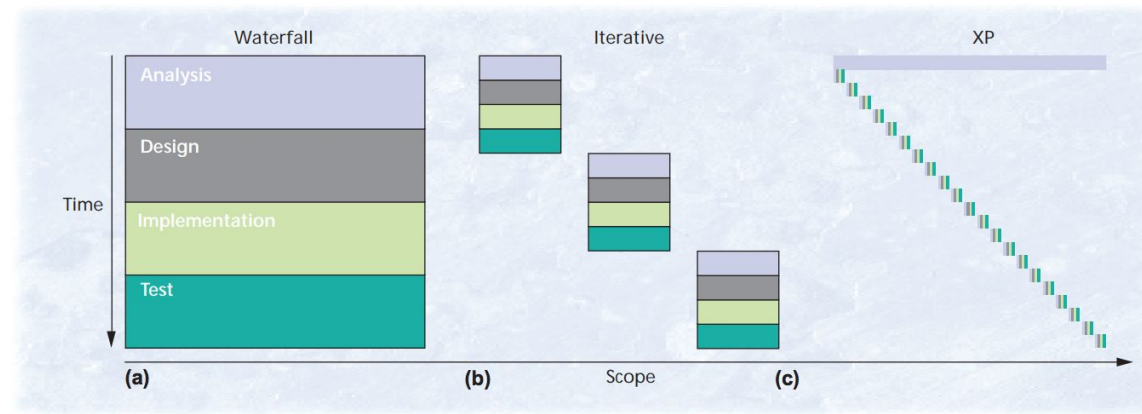 Waterfall
Iterative
XP
Analysis
Design
Time
Implementation
Test
(a)
(b)
Scope
(c)